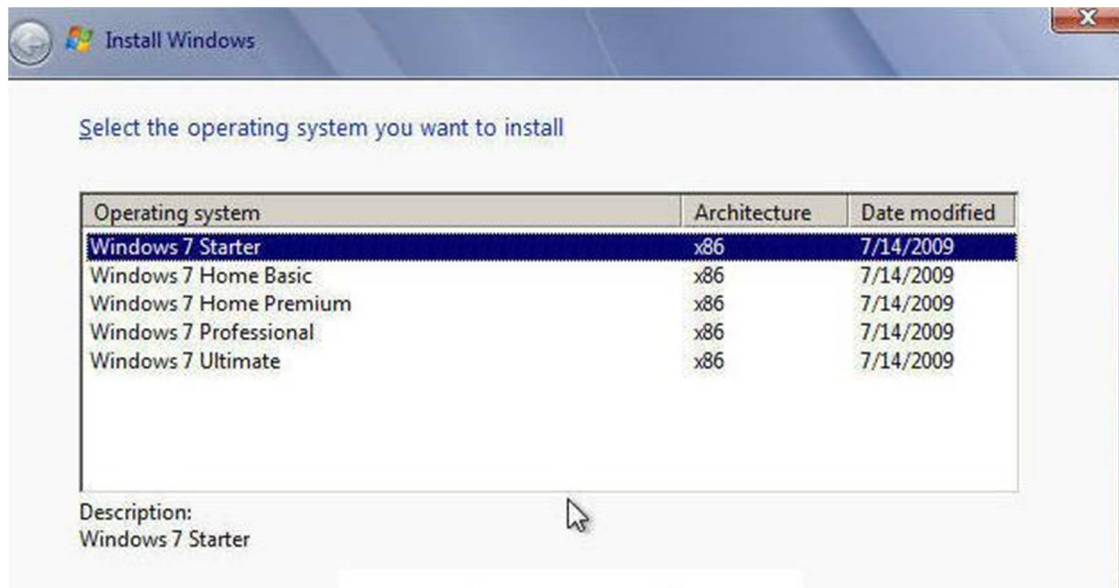 Install Windows
Select the operating system you want to install
Operating system Architecture Date modified
Windows 7 Starter x86 7/14/2009
Windows 7 Home Basic x86 7/14/2009
Windows 7 Home Premium x86 7/14/2009
Windows 7 Professional x86 7/14/2009
Windows 7 Ultimate x86 7/14/2009
Description:
Windows 7 Starter